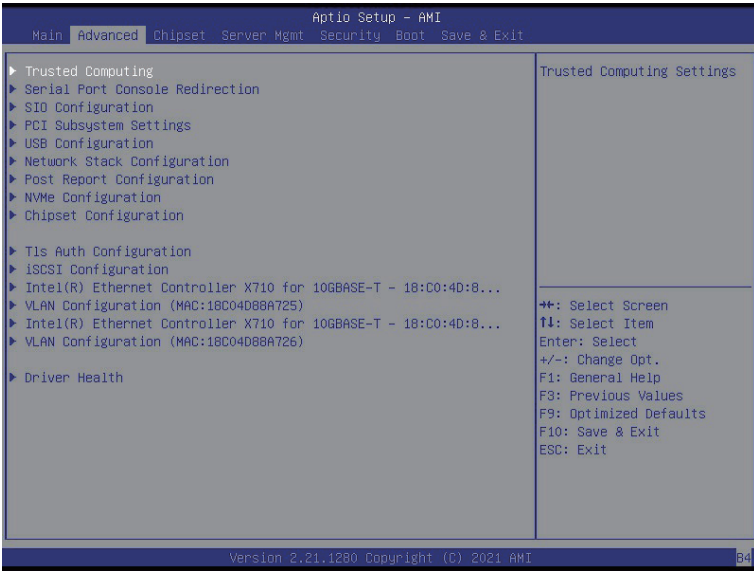 Aptio Setup - AMI
Main Advanced Chipset Server Mgmt Security Boot Save & Exit
Trusted Computing
Serial Port Console Redirection
SIO Configuration
PCI Subsystem Settings
USB Configuration
Network Stack Configuration
Post Report Configuration
NVMe Configuration
Chipset Configuration
Tls Auth Configuration
iSCSI Configuration
Intel(R) Ethernet Controller X710 for 10GBASE-T - 18:C0:4D:8...
VLAN Configuration (MAC:18C04D88A725)
Intel(R) Ethernet Controller X710 for 10GBASE-T - 18:C0:4D:8...
VLAN Configuration (MAC:18C04D88A726)
Driver Health
Trusted Computing Settings
→←: Select Screen
↑↓: Select Item
Enter: Select
+/-: Change Opt.
F1: General Help
F3: Previous Values
F9: Optimized Defaults
F10: Save & Exit
ESC: Exit
Version 2.21.1280 Copyright (C) 2021 AMI
B4